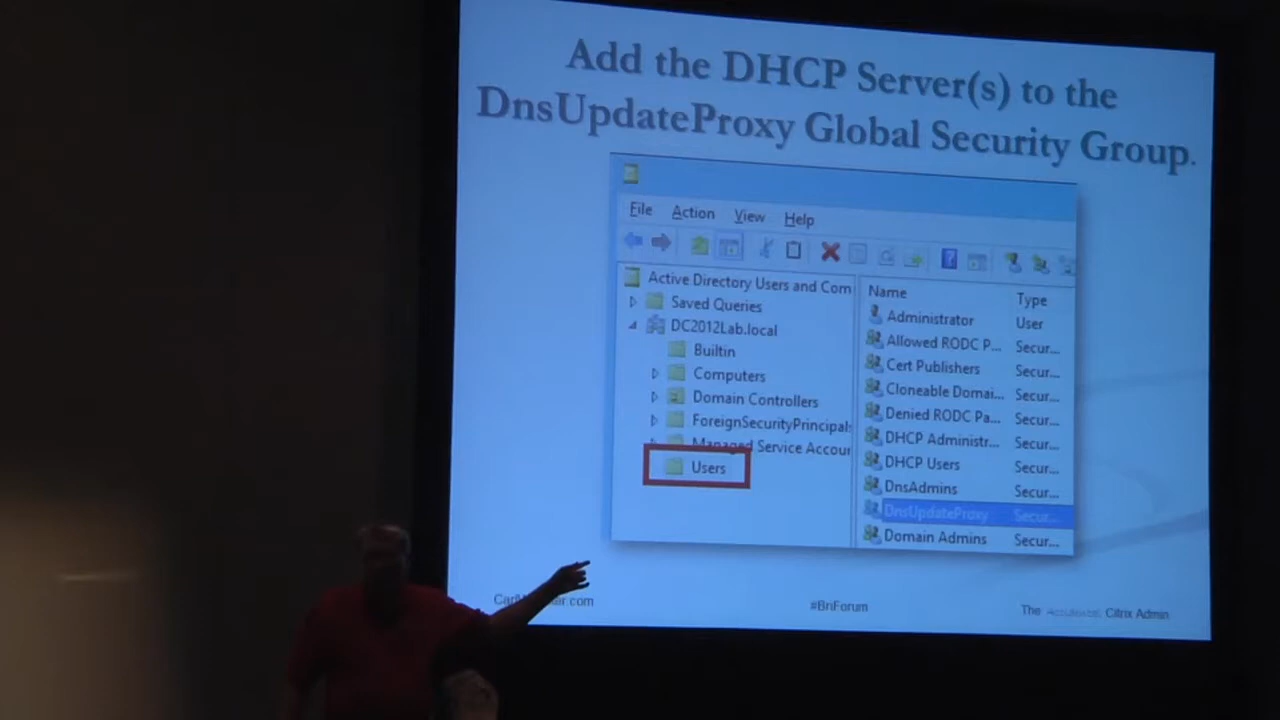 Add the DHCP Server(s) to the
DnsUpdateProxy Global Security Group.
File Action View Help
Active Directory Users and Com
Saved Queries
DC2012Lab.local
Builtin
Computers
Domain Controllers
ForeignSecurityPrincipals
Managed Service Accour
Users
Name Type
Administrator User
Allowed RODC P... Secur...
Cert Publishers Secur...
Cloneable Domai... Secur...
Denied RODC Pa... Secur...
DHCP Administr... Secur...
DHCP Users Secur...
DnsAdmins Secur...
DnsUpdateProxy Secur...
Domain Admins Secur...
#BriForum
The Citrix Admin